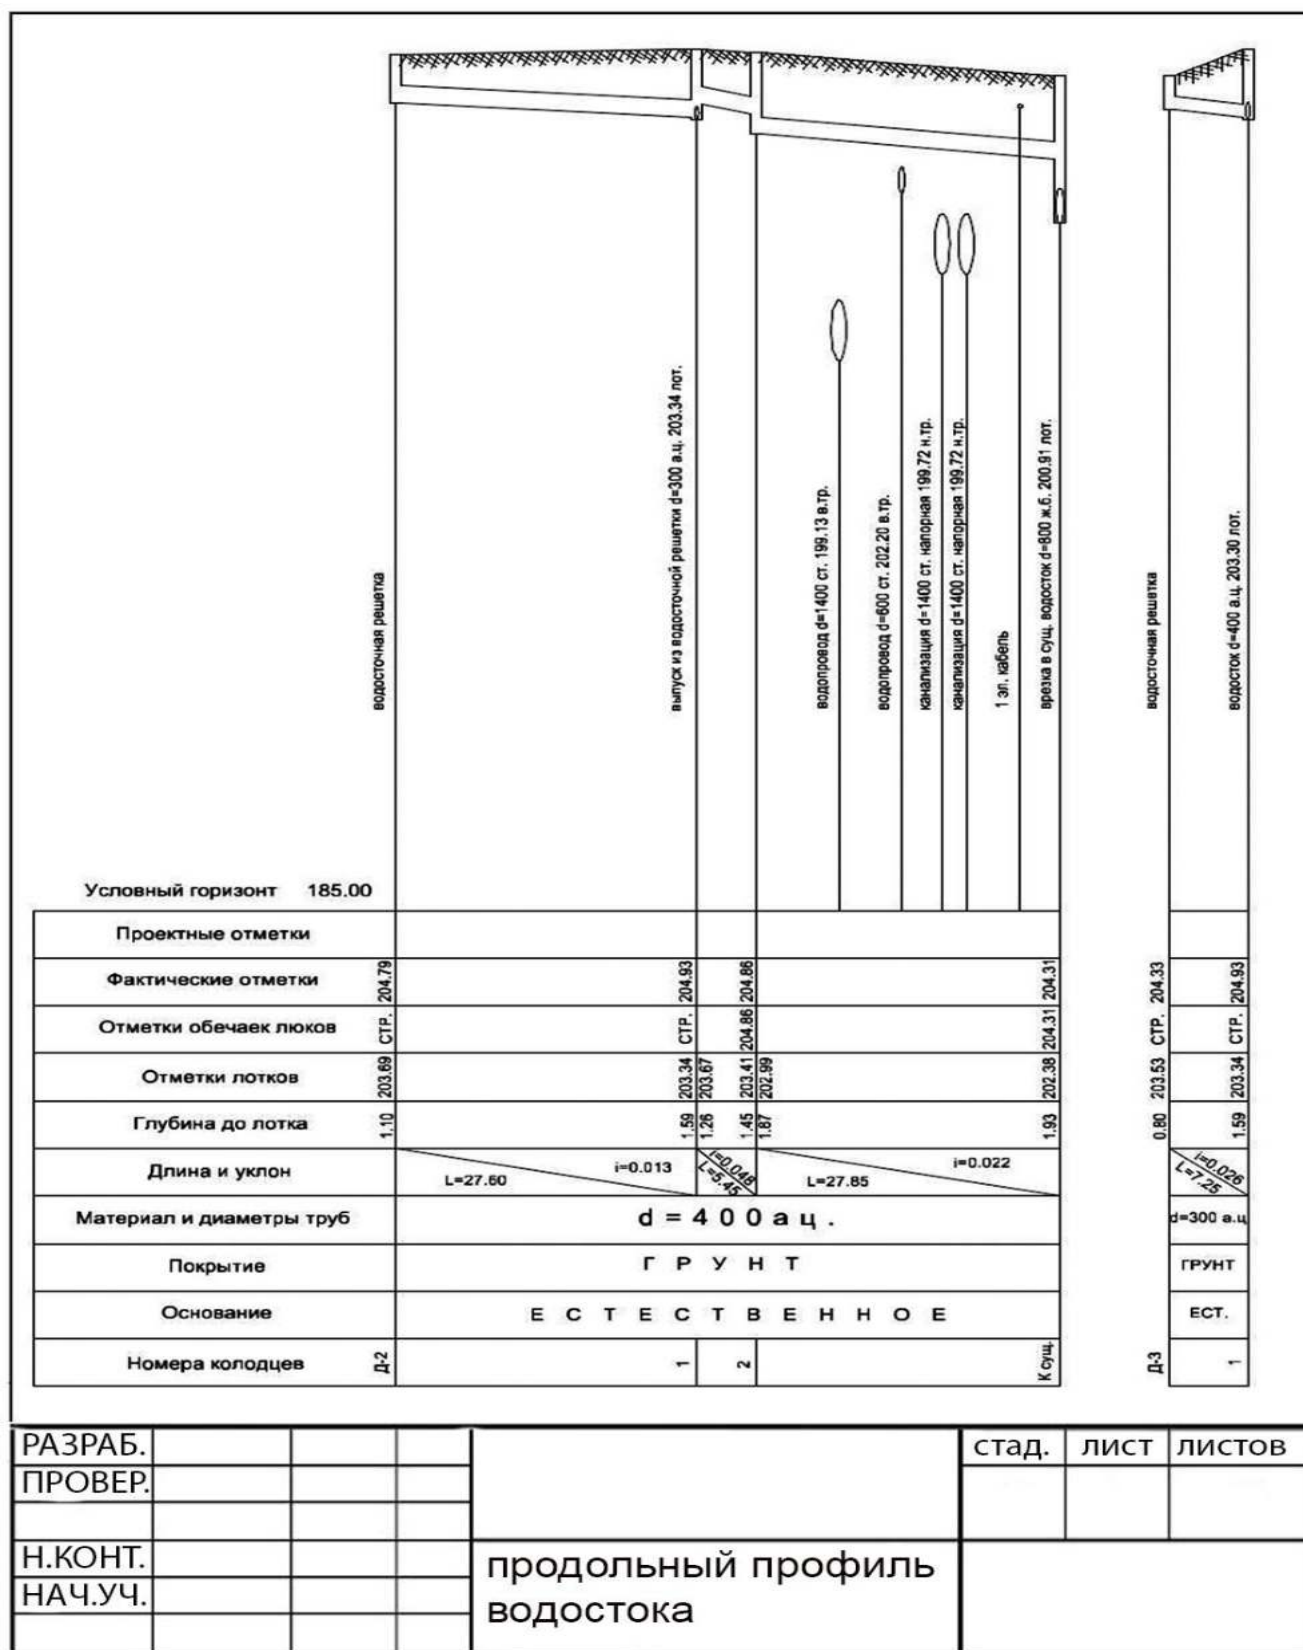 водосточная решетка
выпуск из водосточной решетки d=300 а.ц. 203.34 лот.
водопровод d=1400 ст. 199.13 в.тр.
водопровод d=600 ст. 202.20 в.тр.
канализация d=1400 ст. напорная 199.72 н.тр.
канализация d=1400 ст. напорная 199.72 н.тр.
1 эл. кабель
врезка в сущ. водосток d=800 ж.б. 200.91 лот.
водосточная решетка
водосток d=400 а.ц. 203.30 лот.
Условный горизонт 185.00
Проектные отметки
Фактические отметки 204.79 204.93 204.86 204.31 204.33 204.93
Отметки обечаек люков СТР. СТР. 204.86 204.31 СТР. СТР.
Отметки лотков 203.69 203.34 203.67 203.41 202.99 202.38 203.53 203.34
Глубина до лотка 1.10 1.59 1.26 1.45 1.87 1.93 0.80 1.59
Длина и уклон L=27.60 i=0.013 i=0.048 L=5.45 L=27.85 i=0.022 i=0.026 L=7.25
Материал и диаметры труб d = 4 0 0 а ц . d=300 а.ц
Покрытие Г Р У Н Т ГРУНТ
Основание Е С Т Е С Т В Е Н Н О Е ЕСТ.
Номера колодцев Д-2 1 2 К сущ. Д-3 1
РАЗРАБ.
ПРОВЕР.
Н.КОНТ.
НАЧ.УЧ.
продольный профиль
водостока
стад. лист листов